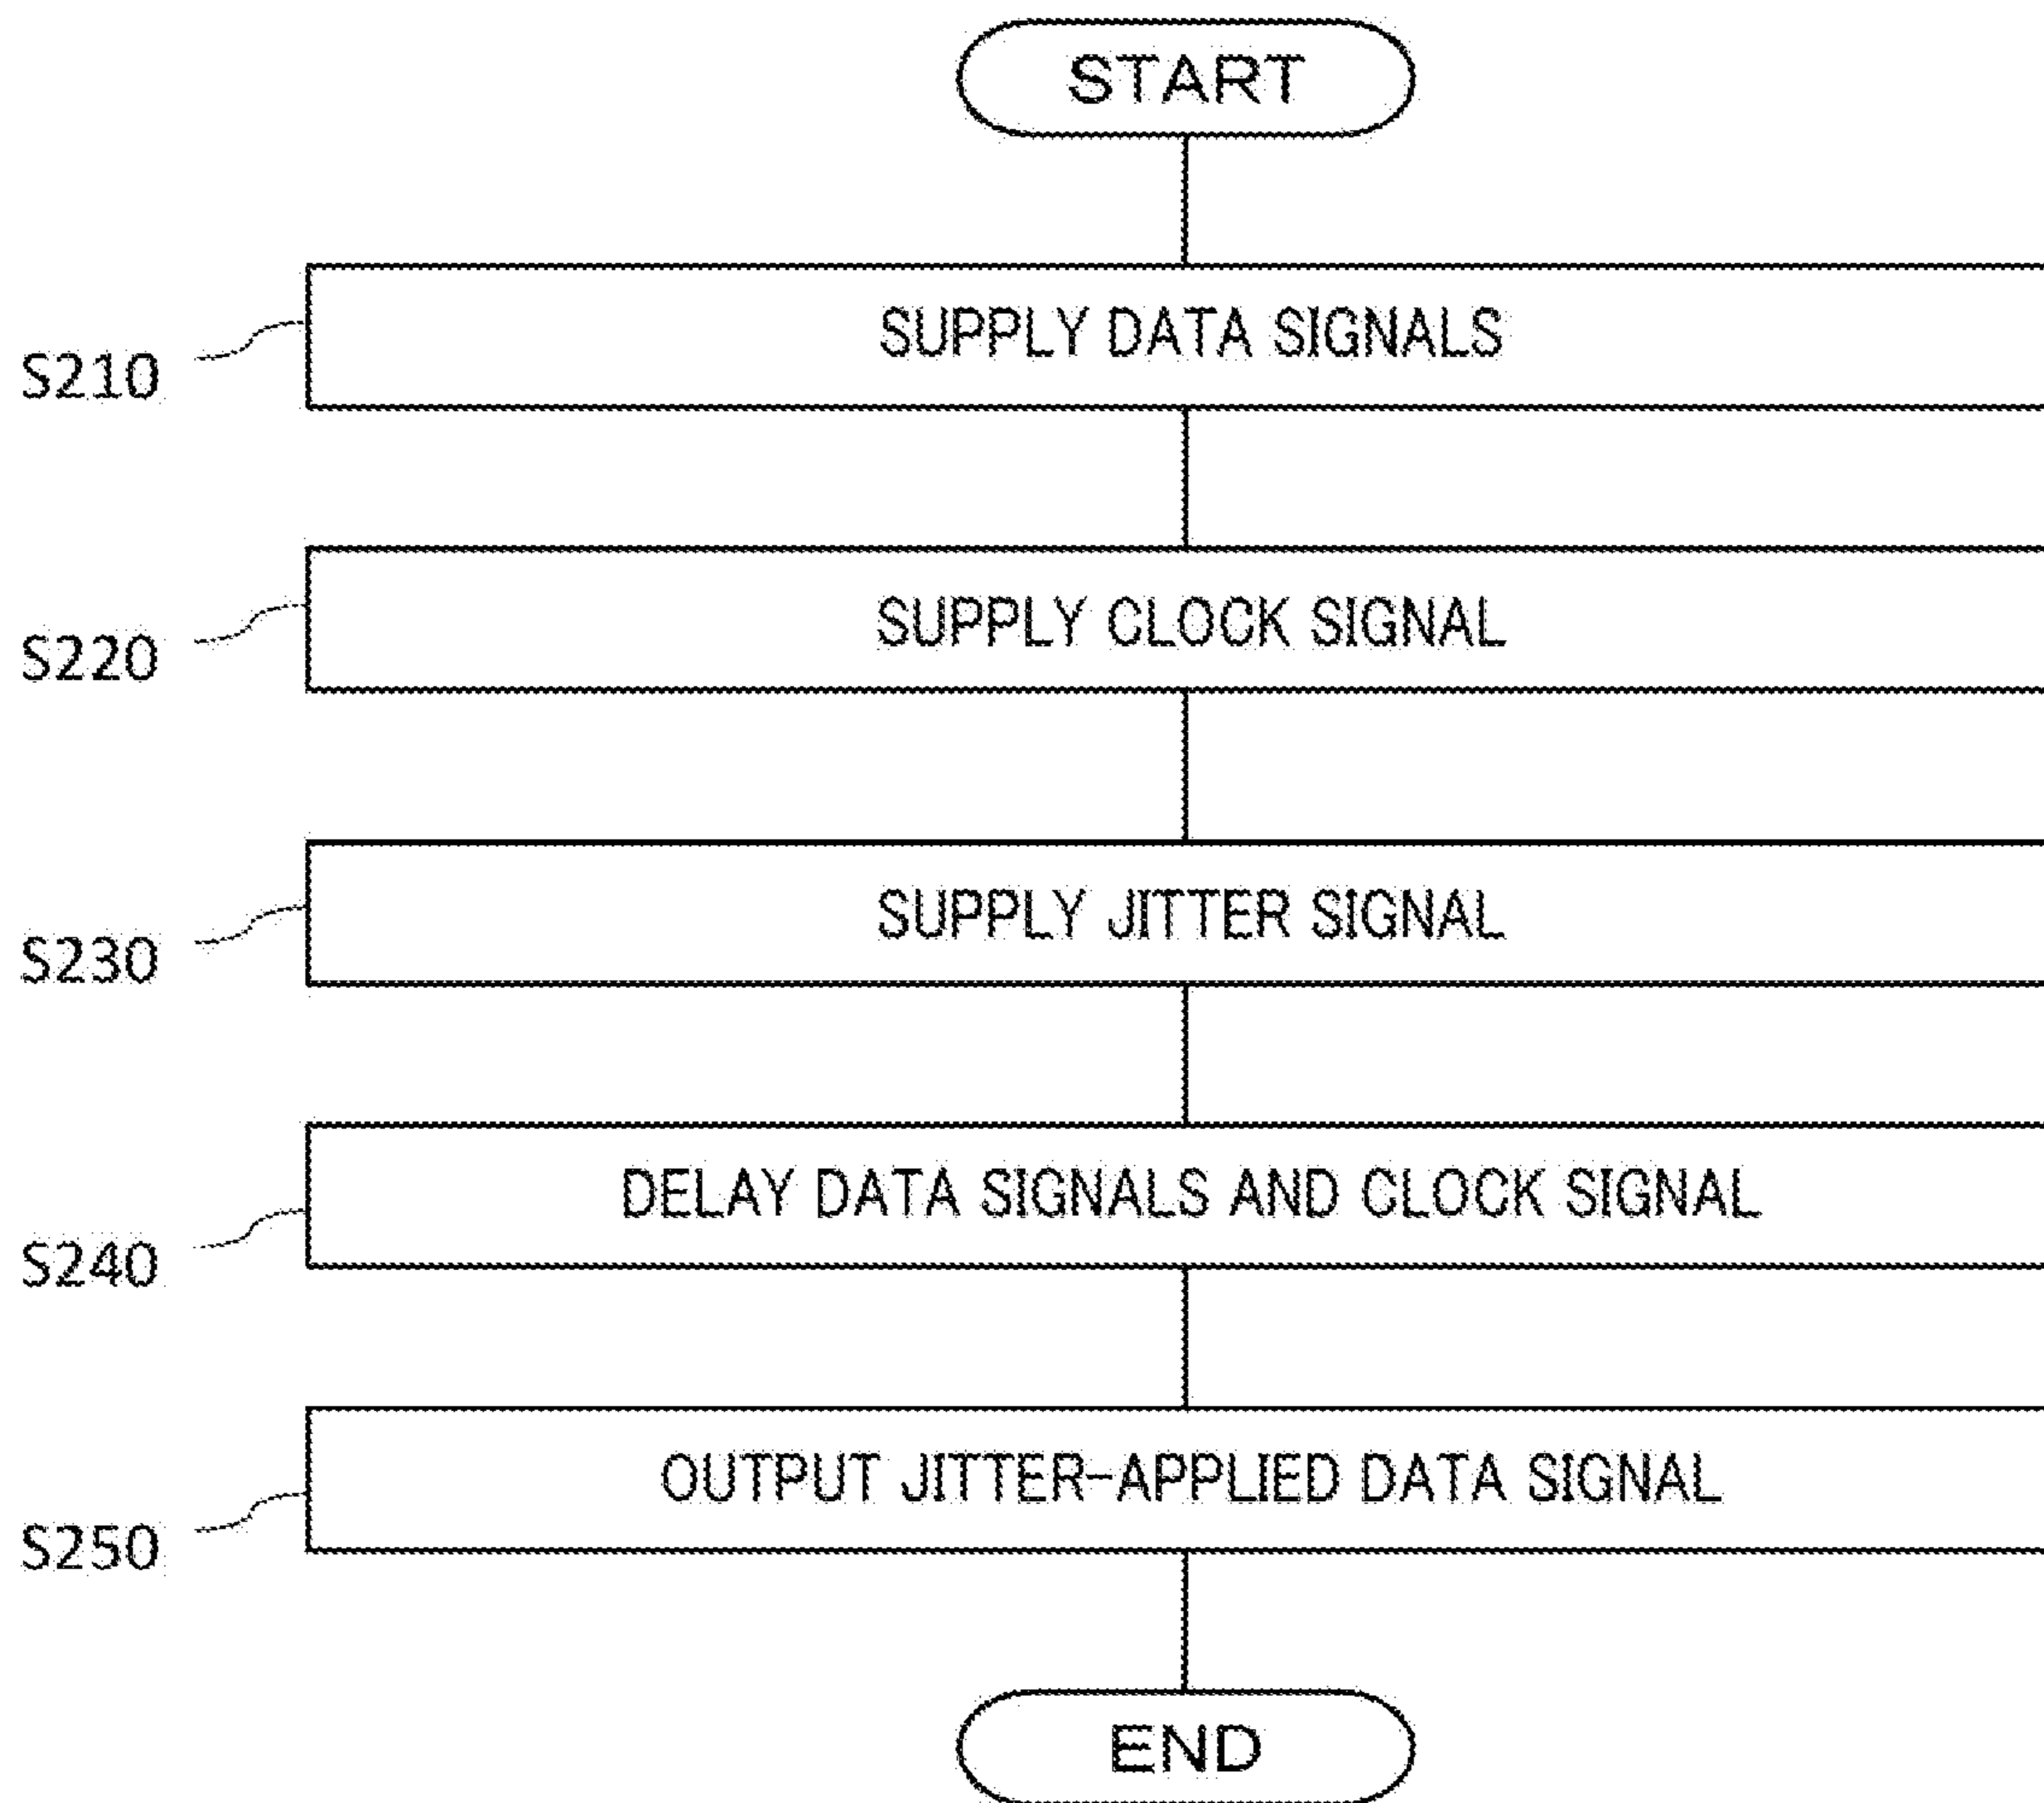 START
SUPPLY DATA SIGNALS
S210
SUPPLY CLOCK SIGNAL
S220
SUPPLY JITTER SIGNAL
S230
DELAY DATA SIGNALS AND CLOCK SIGNAL
S240
OUTPUT JITTER-APPLIED DATA SIGNAL
S250
END